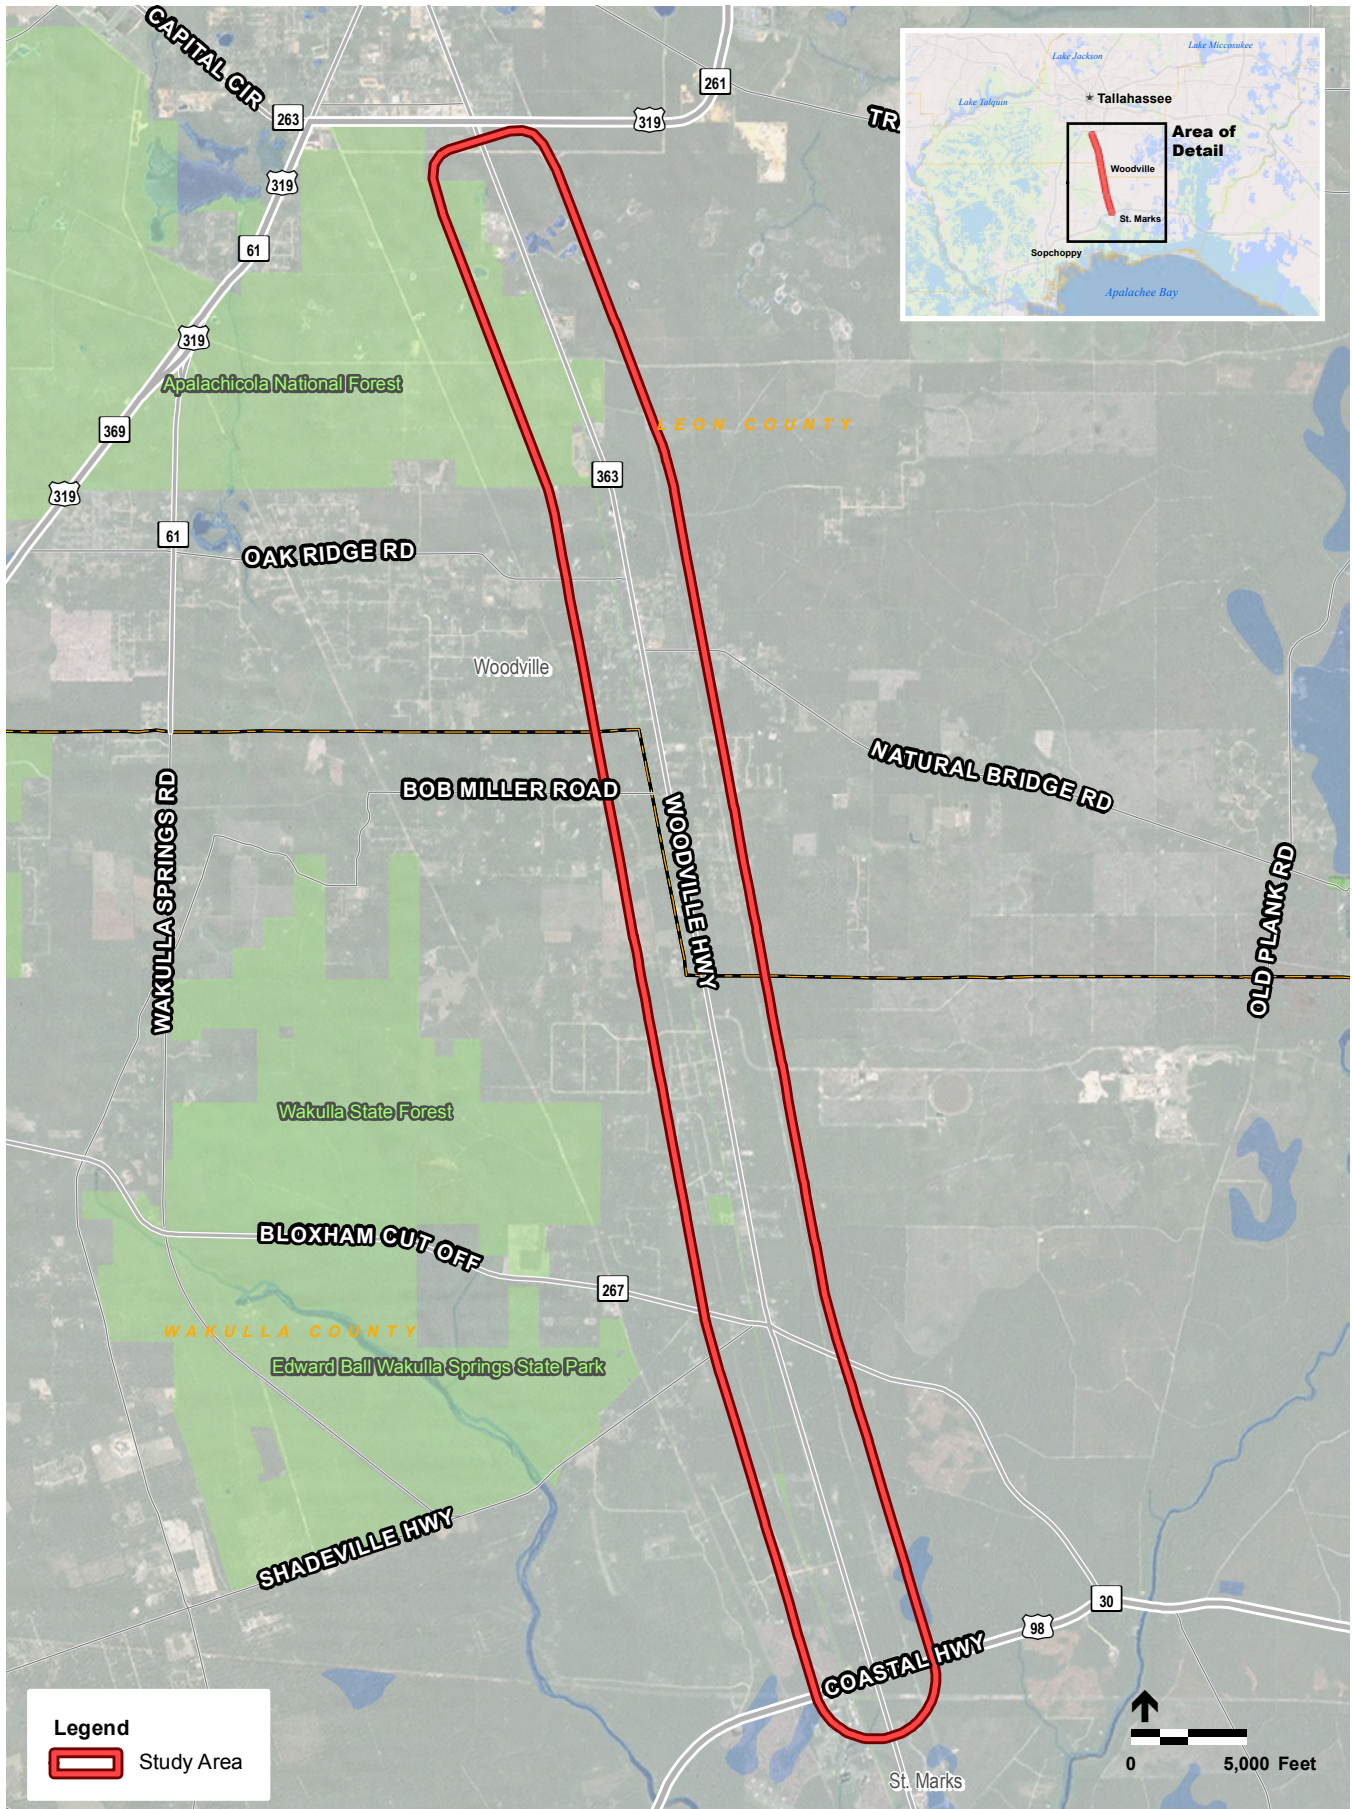 CAPITAL CIR
263
261
319
TR
319
61
319
Apalachicola National Forest
369
319
LEON COUNTY
363
61
OAK RIDGE RD
Woodville
NATURAL BRIDGE RD
BOB MILLER ROAD
WAKULLA SPRINGS RD
WOODVILLE HWY
OLD PLANK RD
Wakulla State Forest
BLOXHAM CUT OFF
267
WAKULLA COUNTY
Edward Ball Wakulla Springs State Park
SHADEVILLE HWY
30
98
COASTAL HWY
St. Marks
Lake Miccosukee
Lake Jackson
Lake Talquin
Tallahassee
Area of
Detail
Woodville
St. Marks
Sopchoppy
Apalachee Bay
Legend
Study Area
0 5,000 Feet